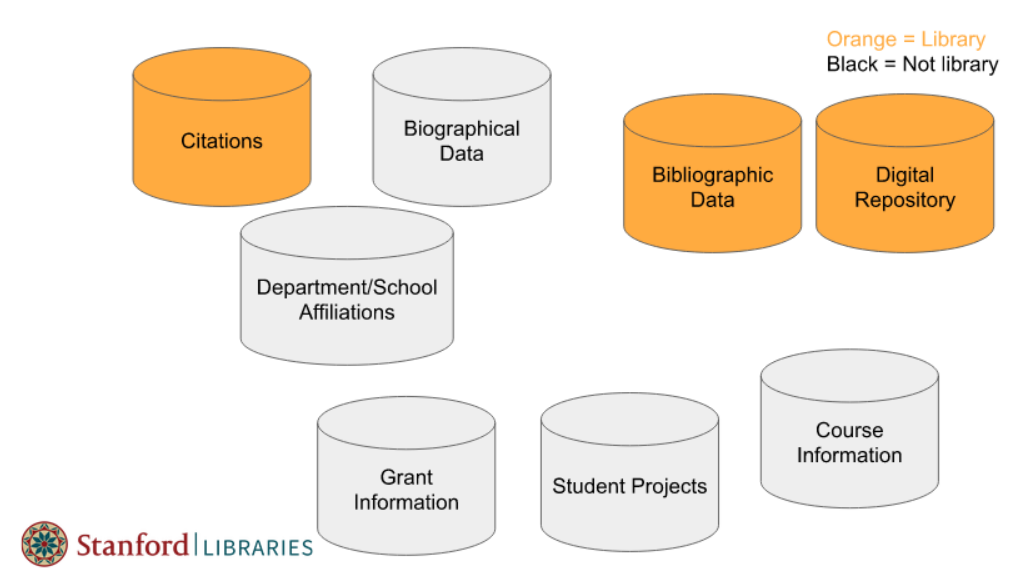 Orange = Library
Black = Not library
Citations
Biographical
Data
Bibliographic
Data
Digital
Repository
Department/School
Affiliations
Course
Information
Grant
Information
Student Projects
Stanford LIBRARIES